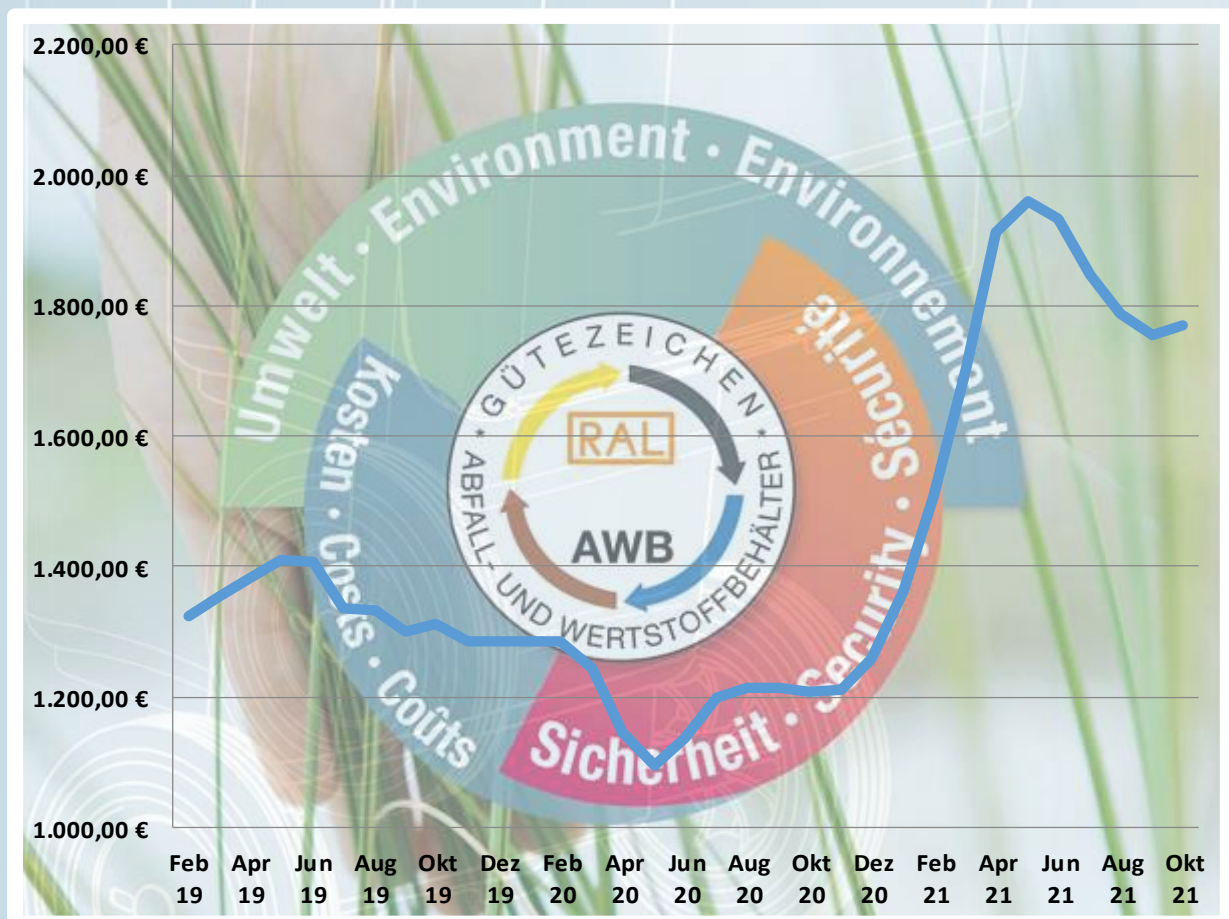 2.200,00 €
2.000,00 €
1.800,00 €
1.600,00 €
1.400,00 €
1.200,00 €
1.000,00 €
Umwelt · Environment · Environnement
Kosten · Costs · Coûts
Sicherheit · Security · Sécurité
* GÜTEZEICHEN *
RAL
AWB
ABFALL- UND WERTSTOFFBEHÄLTER
Feb Apr Jun Aug Okt Dez Feb Apr Jun Aug Okt Dez Feb Apr Jun Aug Okt
19 19 19 19 19 19 20 20 20 20 20 20 21 21 21 21 21